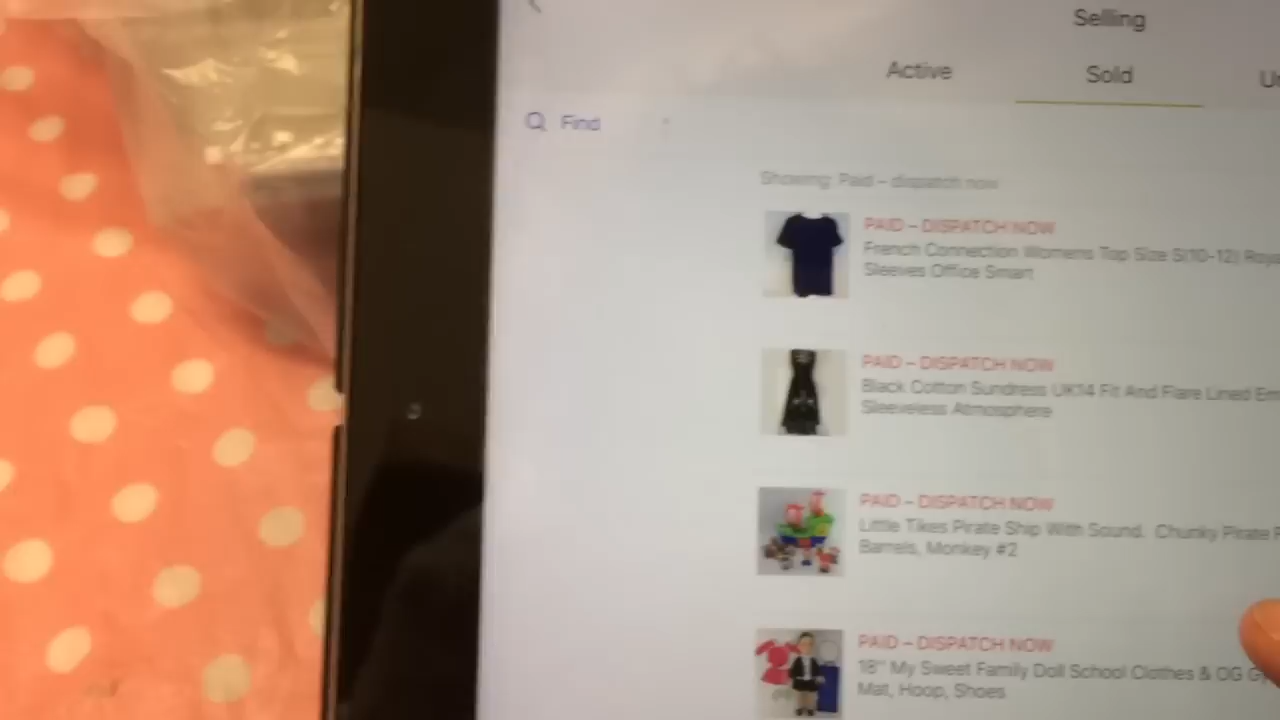 Selling
Active
Sold
Find
Showing: Paid – dispatch now
PAID – DISPATCH NOW
French Connection Womens Top Size S(10-12)
Sleeves Office Smart
PAID – DISPATCH NOW
Black Cotton Sundress UK14 Fit And Flare Lined
Sleeveless Atmosphere
PAID – DISPATCH NOW
Little Tikes Pirate Ship With Sound. Chunky Pirate
Barrels, Monkey #2
PAID – DISPATCH NOW
18" My Sweet Family Doll School Clothes & OG
Mat, Hoop, Shoes